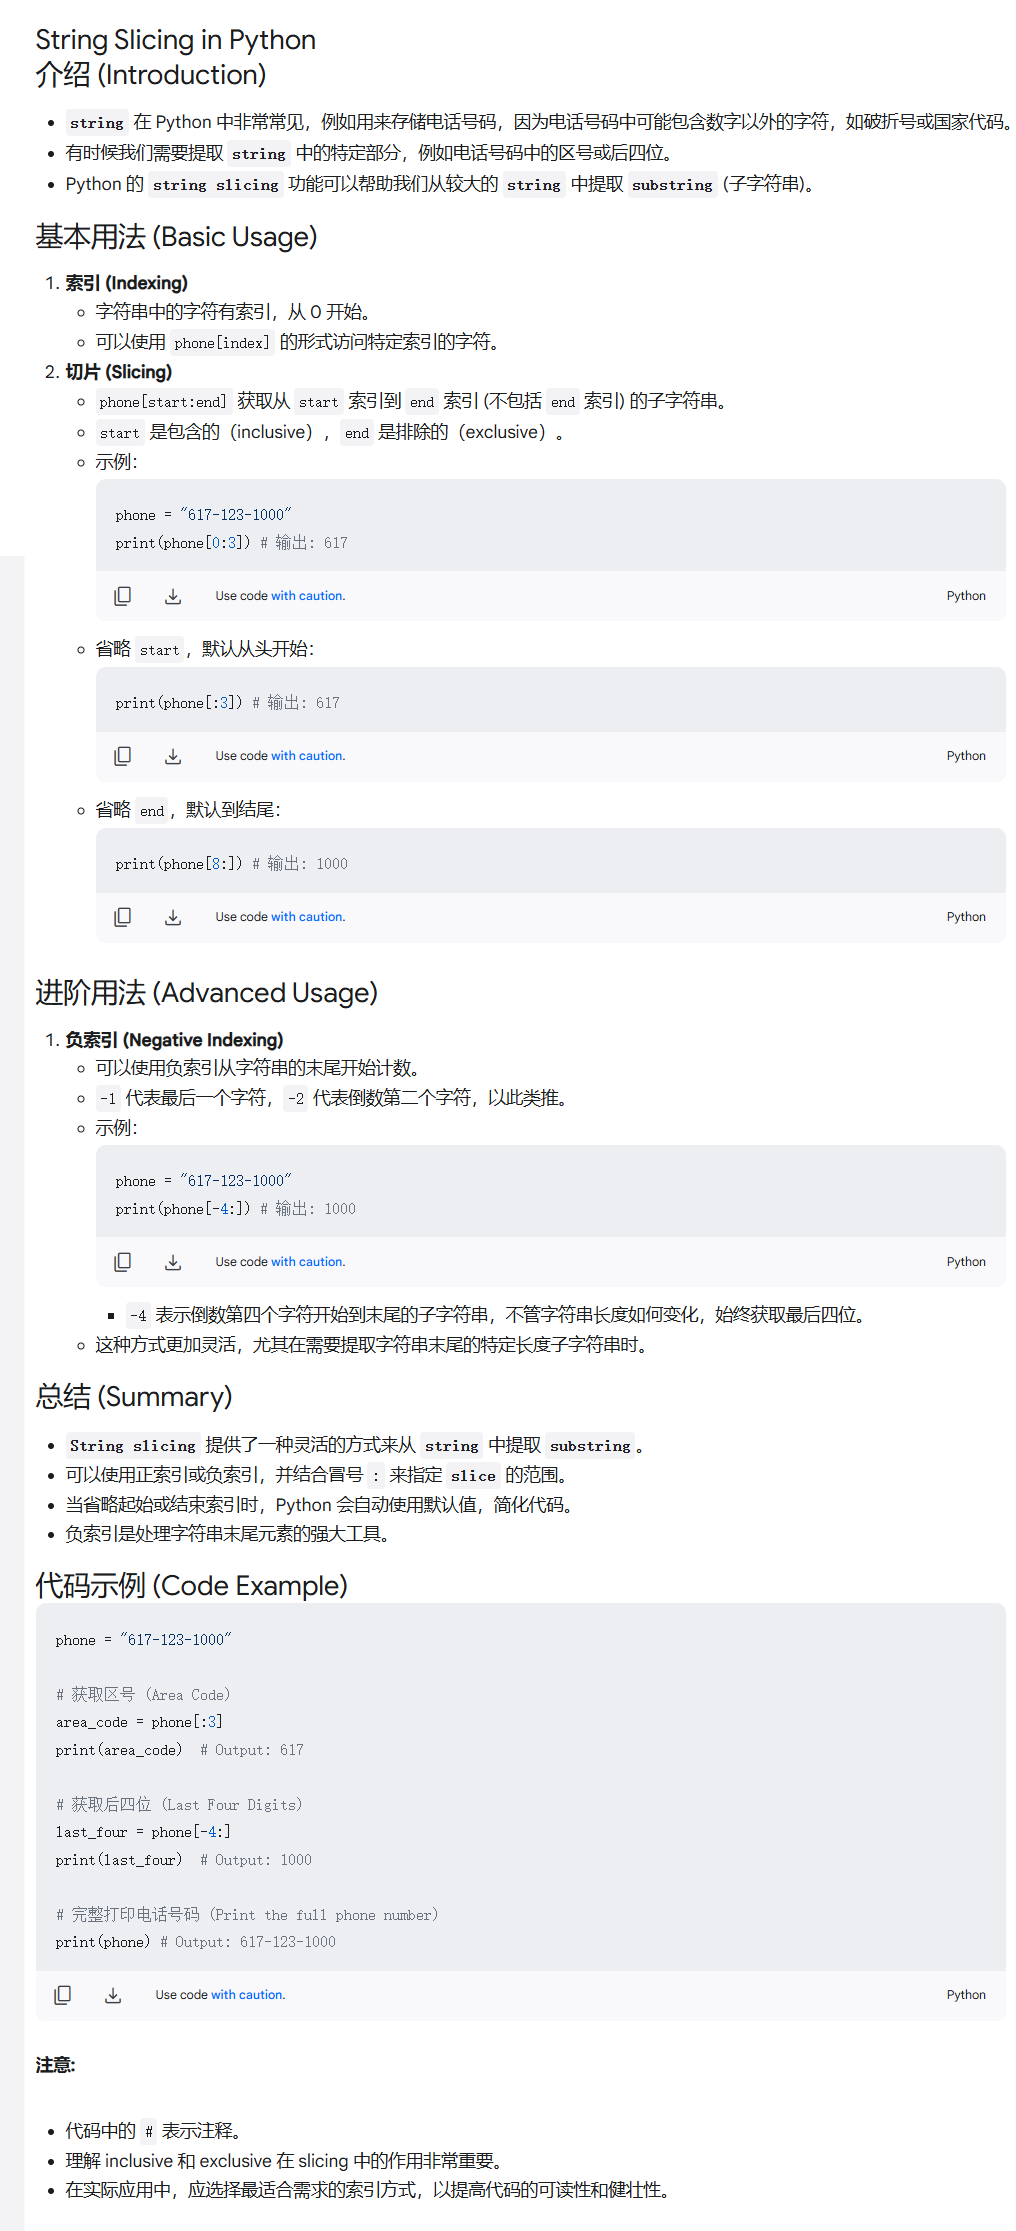 String Slicing in Python
介绍 (Introduction)
string 在 Python 中非常常见，例如用来存储电话号码，因为电话号码中可能包含数字以外的字符，如破折号或国家代码。
有时候我们需要提取 string 中的特定部分，例如电话号码中的区号或后四位。
Python 的 string slicing 功能可以帮助我们从较大的 string 中提取 substring (子字符串)。
基本用法 (Basic Usage)
1. 索引 (Indexing)
字符串中的字符有索引，从 0 开始。
可以使用 phone[index] 的形式访问特定索引的字符。
2. 切片 (Slicing)
phone[start:end] 获取从 start 索引到 end 索引 (不包括 end 索引) 的子字符串。
start 是包含的（inclusive），end 是排除的（exclusive）。
示例：
phone = "617-123-1000"
print(phone[0:3]) # 输出: 617
Use code with caution. Python
省略 start，默认从头开始：
print(phone[:3]) # 输出: 617
Use code with caution. Python
省略 end，默认到结尾：
print(phone[8:]) # 输出: 1000
Use code with caution. Python
进阶用法 (Advanced Usage)
1. 负索引 (Negative Indexing)
可以使用负索引从字符串的末尾开始计数。
-1 代表最后一个字符，-2 代表倒数第二个字符，以此类推。
示例：
phone = "617-123-1000"
print(phone[-4:]) # 输出: 1000
Use code with caution. Python
-4 表示倒数第四个字符开始到末尾的子字符串，不管字符串长度如何变化，始终获取最后四位。
这种方式更加灵活，尤其在需要提取字符串末尾的特定长度子字符串时。
总结 (Summary)
String slicing 提供了一种灵活的方式来从 string 中提取 substring。
可以使用正索引或负索引，并结合冒号 : 来指定 slice 的范围。
当省略起始或结束索引时，Python 会自动使用默认值，简化代码。
负索引是处理字符串末尾元素的强大工具。
代码示例 (Code Example)
phone = "617-123-1000"
# 获取区号 (Area Code)
area_code = phone[:3]
print(area_code)  # Output: 617
# 获取后四位 (Last Four Digits)
last_four = phone[-4:]
print(last_four)  # Output: 1000
# 完整打印电话号码 (Print the full phone number)
print(phone) # Output: 617-123-1000
Use code with caution. Python
注意:
代码中的 # 表示注释。
理解 inclusive 和 exclusive 在 slicing 中的作用非常重要。
在实际应用中，应选择最适合需求的索引方式，以提高代码的可读性和健壮性。